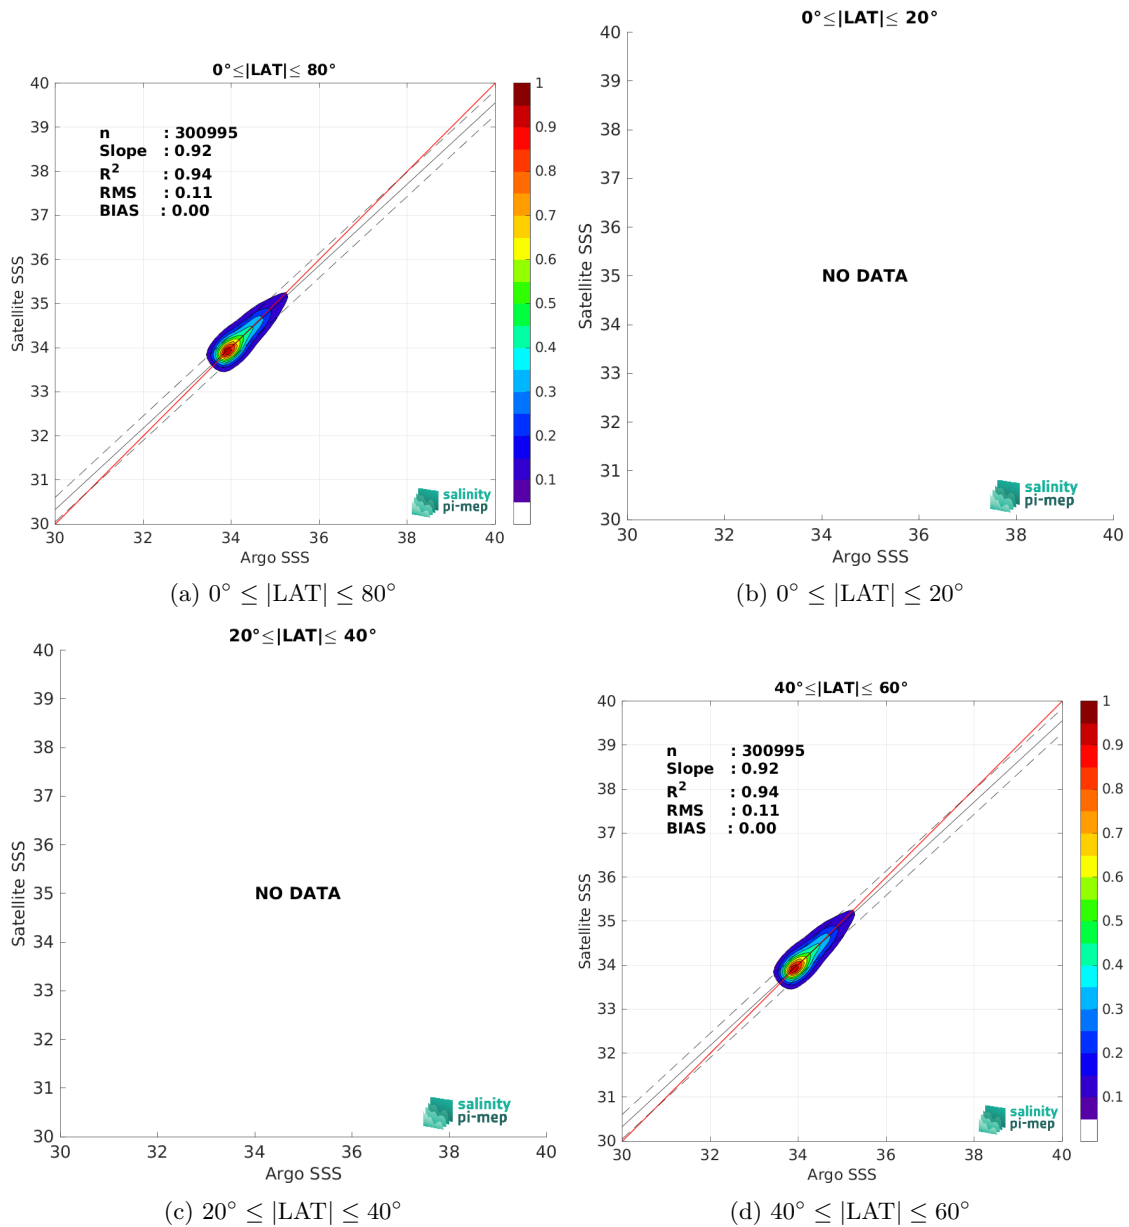 0°≤|LAT|≤ 80°
40
39
38
37
36
35
34
33
32
31
30
Satellite SSS
n : 300995
Slope : 0.92
R² : 0.94
RMS : 0.11
BIAS : 0.00
salinity
pi-mep
30 32 34 36 38 40
Argo SSS
1
0.9
0.8
0.7
0.6
0.5
0.4
0.3
0.2
0.1
(a) 0° ≤ |LAT| ≤ 80°
0°≤|LAT|≤ 20°
40
39
38
37
36
35
34
33
32
31
30
Satellite SSS
NO DATA
salinity
pi-mep
30 32 34 36 38 40
Argo SSS
(b) 0° ≤ |LAT| ≤ 20°
20°≤|LAT|≤ 40°
40
39
38
37
36
35
34
33
32
31
30
Satellite SSS
NO DATA
salinity
pi-mep
30 32 34 36 38 40
Argo SSS
(c) 20° ≤ |LAT| ≤ 40°
40°≤|LAT|≤ 60°
40
39
38
37
36
35
34
33
32
31
30
Satellite SSS
n : 300995
Slope : 0.92
R² : 0.94
RMS : 0.11
BIAS : 0.00
salinity
pi-mep
30 32 34 36 38 40
Argo SSS
1
0.9
0.8
0.7
0.6
0.5
0.4
0.3
0.2
0.1
(d) 40° ≤ |LAT| ≤ 60°